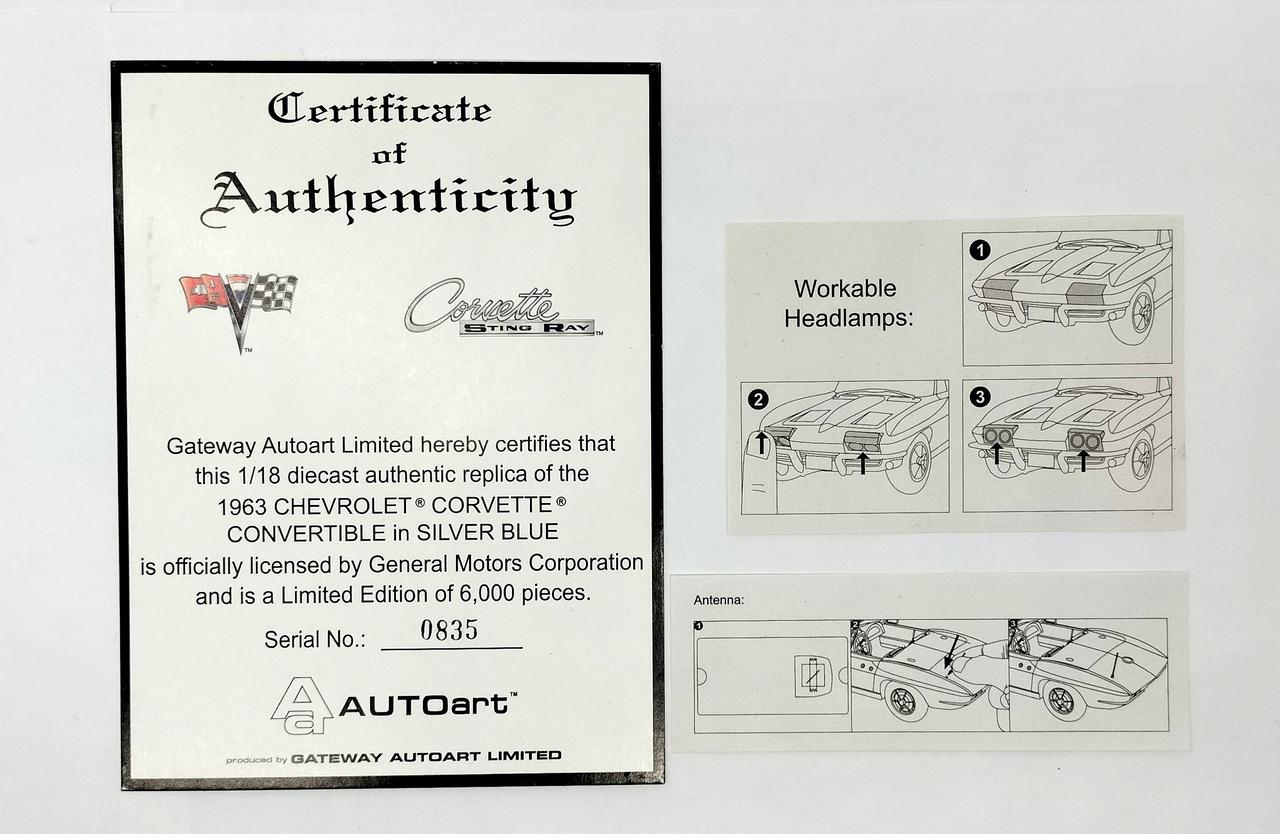 Certificate
of
Authenticity
TM
Corvette
STING RAY TM
Gateway Autoart Limited hereby certifies that
this 1/18 diecast authentic replica of the
1963 CHEVROLET® CORVETTE®
CONVERTIBLE in SILVER BLUE
is officially licensed by General Motors Corporation
and is a Limited Edition of 6,000 pieces.
Serial No.: 0835
Aa AUTOart™
produced by GATEWAY AUTOART LIMITED
Workable
Headlamps:
1
2
3
Antenna:
1
2
3